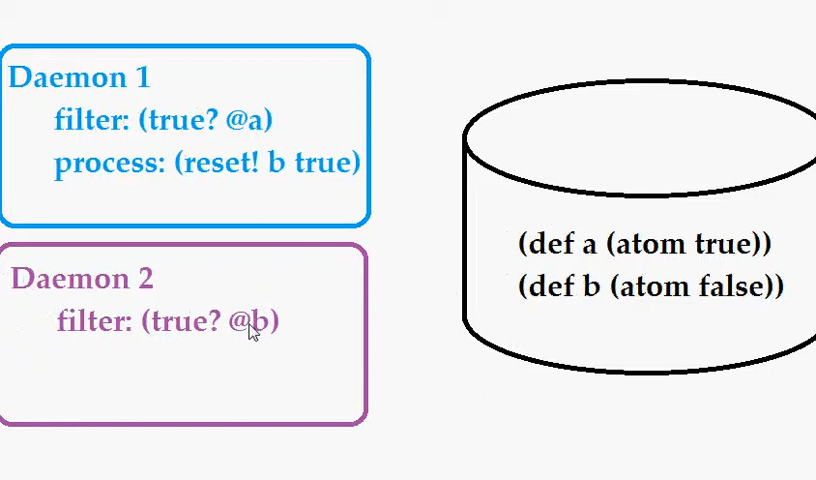 Daemon 1
filter: (true? @a)
process: (reset! b true)
Daemon 2
filter: (true? @b)
(def a (atom true))
(def b (atom false))